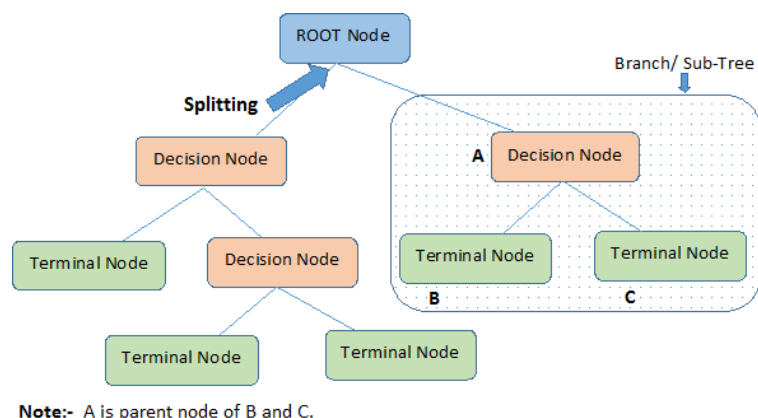 ROOT Node
Branch/ Sub-Tree
Splitting
Decision Node
A Decision Node
Terminal Node
Decision Node
Terminal Node
Terminal Node
B
C
Terminal Node
Terminal Node
Note:- A is parent node of B and C.